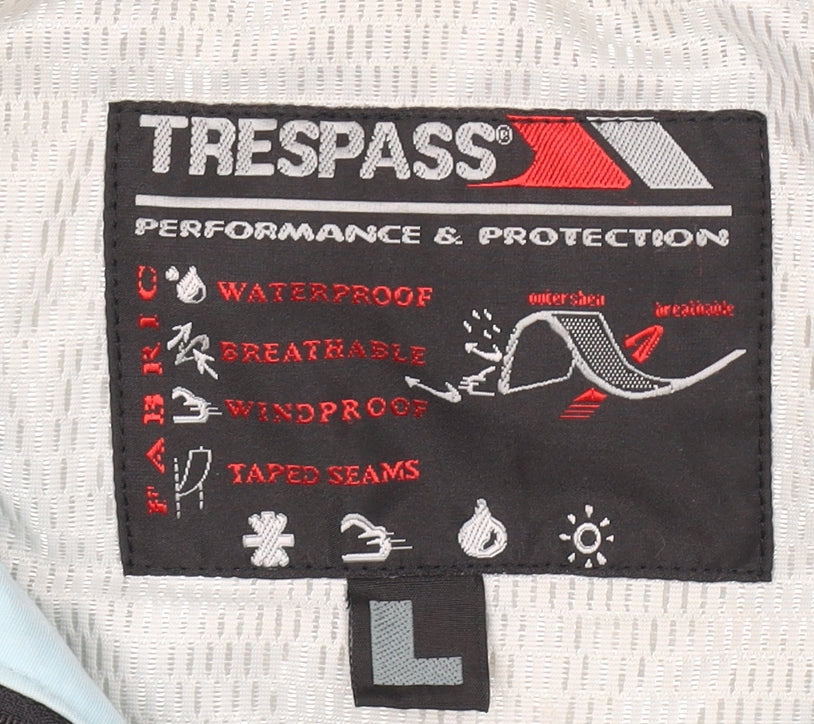 TRESPASS®
PERFORMANCE & PROTECTION
FABRIC
WATERPROOF
BREATHABLE
WINDPROOF
TAPED SEAMS
outer shell
breathable
L